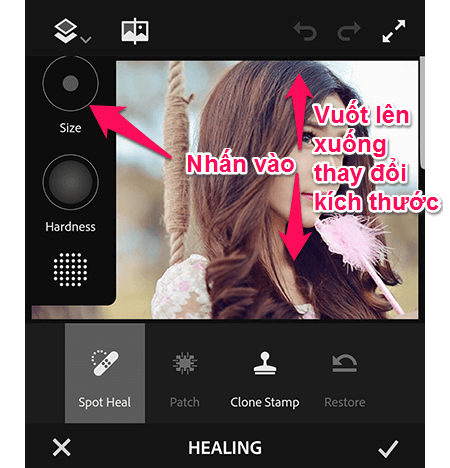 Size
Nhấn vào
Vuốt lên
xuống
thay đổi
kích thước
Hardness
Spot Heal
Patch
Clone Stamp
Restore
HEALING